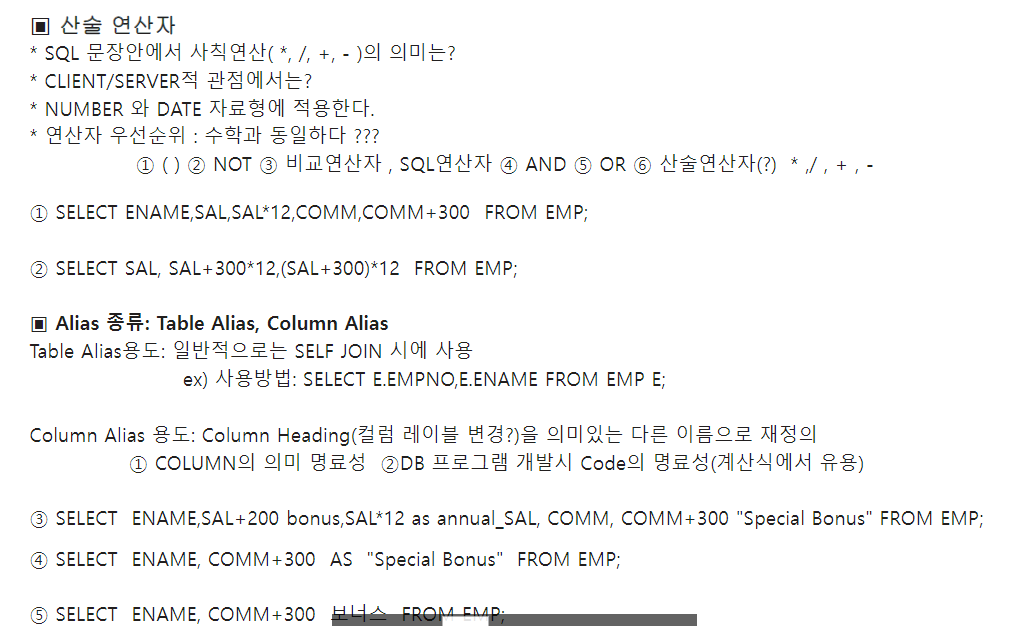 ▣ 산술 연산자
* SQL 문장안에서 사칙연산( *, /, +, - )의 의미는?
* CLIENT/SERVER적 관점에서는?
* NUMBER 와 DATE 자료형에 적용한다.
* 연산자 우선순위 : 수학과 동일하다 ???
① ( ) ② NOT ③ 비교연산자 , SQL연산자 ④ AND ⑤ OR ⑥ 산술연산자(?) * ,/ , + , -
① SELECT ENAME,SAL,SAL*12,COMM,COMM+300 FROM EMP;
② SELECT SAL, SAL+300*12,(SAL+300)*12 FROM EMP;
▣ Alias 종류: Table Alias, Column Alias
Table Alias용도: 일반적으로는 SELF JOIN 시에 사용
ex) 사용방법: SELECT E.EMPNO,E.ENAME FROM EMP E;
Column Alias 용도: Column Heading(컬럼 레이블 변경?)을 의미있는 다른 이름으로 재정의
① COLUMN의 의미 명료성 ②DB 프로그램 개발시 Code의 명료성(계산식에서 유용)
③ SELECT ENAME,SAL+200 bonus,SAL*12 as annual_SAL, COMM, COMM+300 "Special Bonus" FROM EMP;
④ SELECT ENAME, COMM+300 AS "Special Bonus" FROM EMP;
⑤ SELECT ENAME, COMM+300 보너스 FROM EMP;